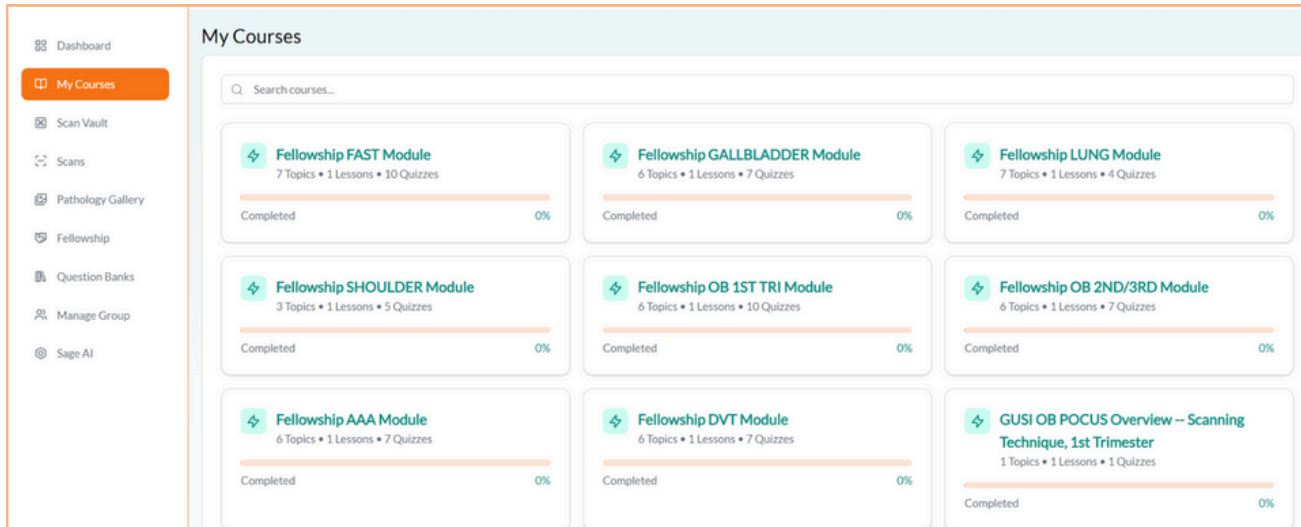 My Courses
Dashboard
My Courses
Scan Vault
Scans
Pathology Gallery
Fellowship
Question Banks
Manage Group
Sage AI
Search courses...
Fellowship FAST Module
7 Topics • 1 Lessons • 10 Quizzes
Completed 0%
Fellowship GALLBLADDER Module
6 Topics • 1 Lessons • 7 Quizzes
Completed 0%
Fellowship LUNG Module
7 Topics • 1 Lessons • 4 Quizzes
Completed 0%
Fellowship SHOULDER Module
3 Topics • 1 Lessons • 5 Quizzes
Completed 0%
Fellowship OB 1ST TRI Module
6 Topics • 1 Lessons • 10 Quizzes
Completed 0%
Fellowship OB 2ND/3RD Module
6 Topics • 1 Lessons • 7 Quizzes
Completed 0%
Fellowship AAA Module
6 Topics • 1 Lessons • 7 Quizzes
Completed 0%
Fellowship DVT Module
6 Topics • 1 Lessons • 7 Quizzes
Completed 0%
GUSI OB POCUS Overview -- Scanning
Technique, 1st Trimester
1 Topics • 1 Lessons • 1 Quizzes
Completed 0%